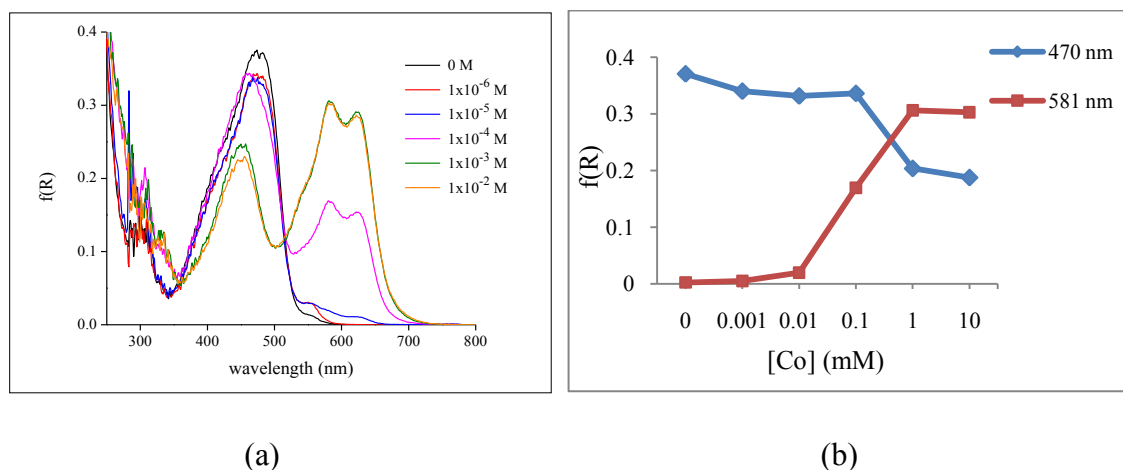 0.4
0.3
0.2
0.1
0.0
f(R)
300 400 500 600 700 800
wavelength (nm)
0 M
1x10⁻⁶ M
1x10⁻⁵ M
1x10⁻⁴ M
1x10⁻³ M
1x10⁻² M
(a)
0.4
0.3
0.2
0.1
0
f(R)
0 0.001 0.01 0.1 1 10
[Co] (mM)
470 nm
581 nm
(b)